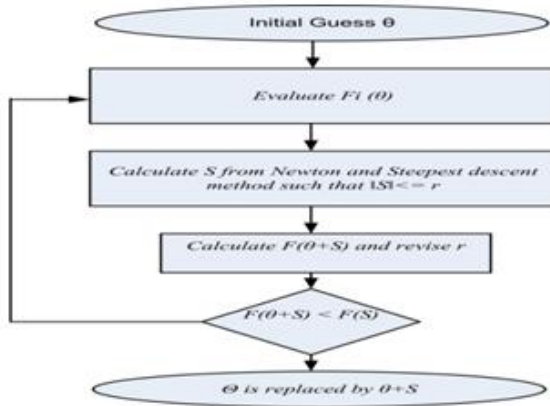 Initial Guess θ
Evaluate Fi (θ)
Calculate S from Newton and Steepest descent
method such that |S|<= r
Calculate F(θ+S) and revise r
F(θ+S) < F(S)
Θ is replaced by θ+S